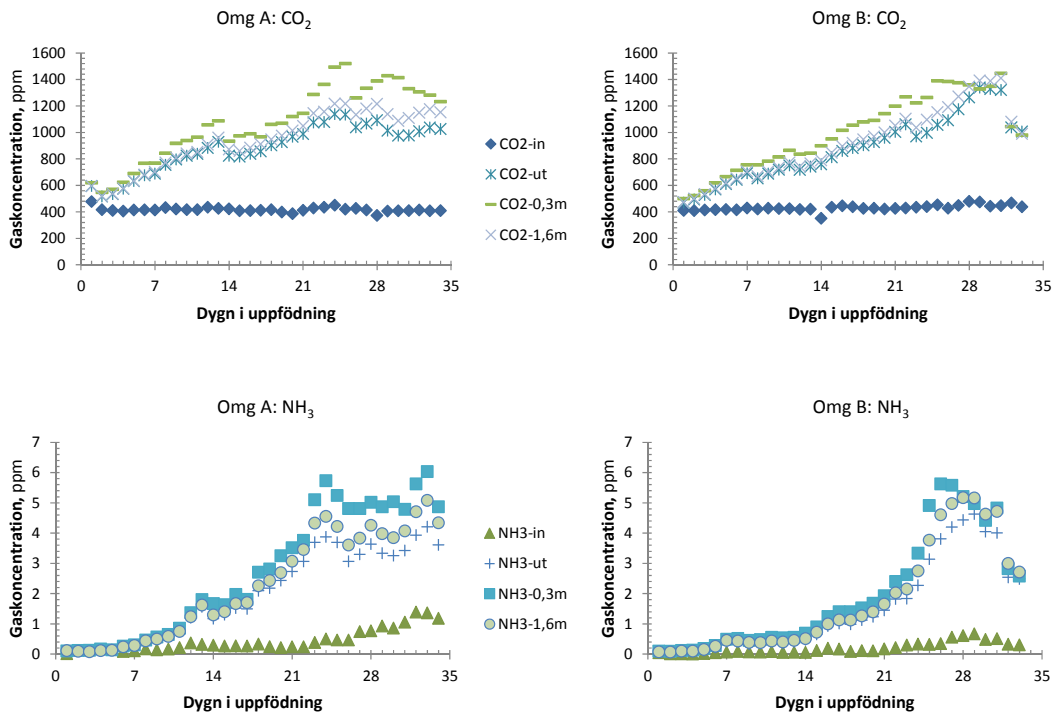 Omg A: CO2
Gaskoncentration, ppm
1600
1400
1200
1000
800
600
400
200
0
0 7 14 21 28 35
Dygn i uppfödning
CO2-in
CO2-ut
CO2-0,3m
CO2-1,6m
Omg B: CO2
Gaskoncentration, ppm
1600
1400
1200
1000
800
600
400
200
0
0 7 14 21 28 35
Dygn i uppfödning
Omg A: NH3
Gaskoncentration, ppm
7
6
5
4
3
2
1
0
0 7 14 21 28 35
Dygn i uppfödning
NH3-in
NH3-ut
NH3-0,3m
NH3-1,6m
Omg B: NH3
Gaskoncentration, ppm
7
6
5
4
3
2
1
0
0 7 14 21 28 35
Dygn i uppfödning